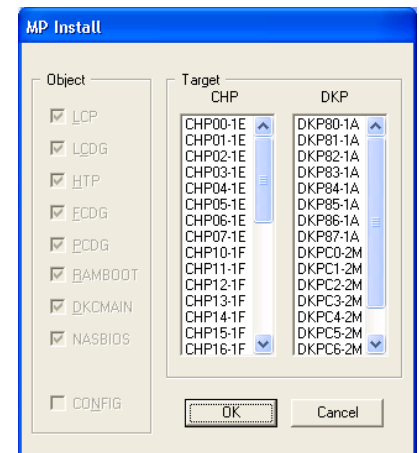 MP Install
Object
LCP
LCDG
HTP
FCDG
PCDG
RAMBOOT
DKCMAIN
NASBIOS
CONFIG
Target
CHP
CHP00-1E
CHP01-1E
CHP02-1E
CHP03-1E
CHP04-1E
CHP05-1E
CHP06-1E
CHP07-1E
CHP10-1F
CHP11-1F
CHP12-1F
CHP13-1F
CHP14-1F
CHP15-1F
CHP16-1F
DKP
DKP80-1A
DKP81-1A
DKP82-1A
DKP83-1A
DKP84-1A
DKP85-1A
DKP86-1A
DKP87-1A
DKPC0-2M
DKPC1-2M
DKPC2-2M
DKPC3-2M
DKPC4-2M
DKPC5-2M
DKPC6-2M
OK
Cancel